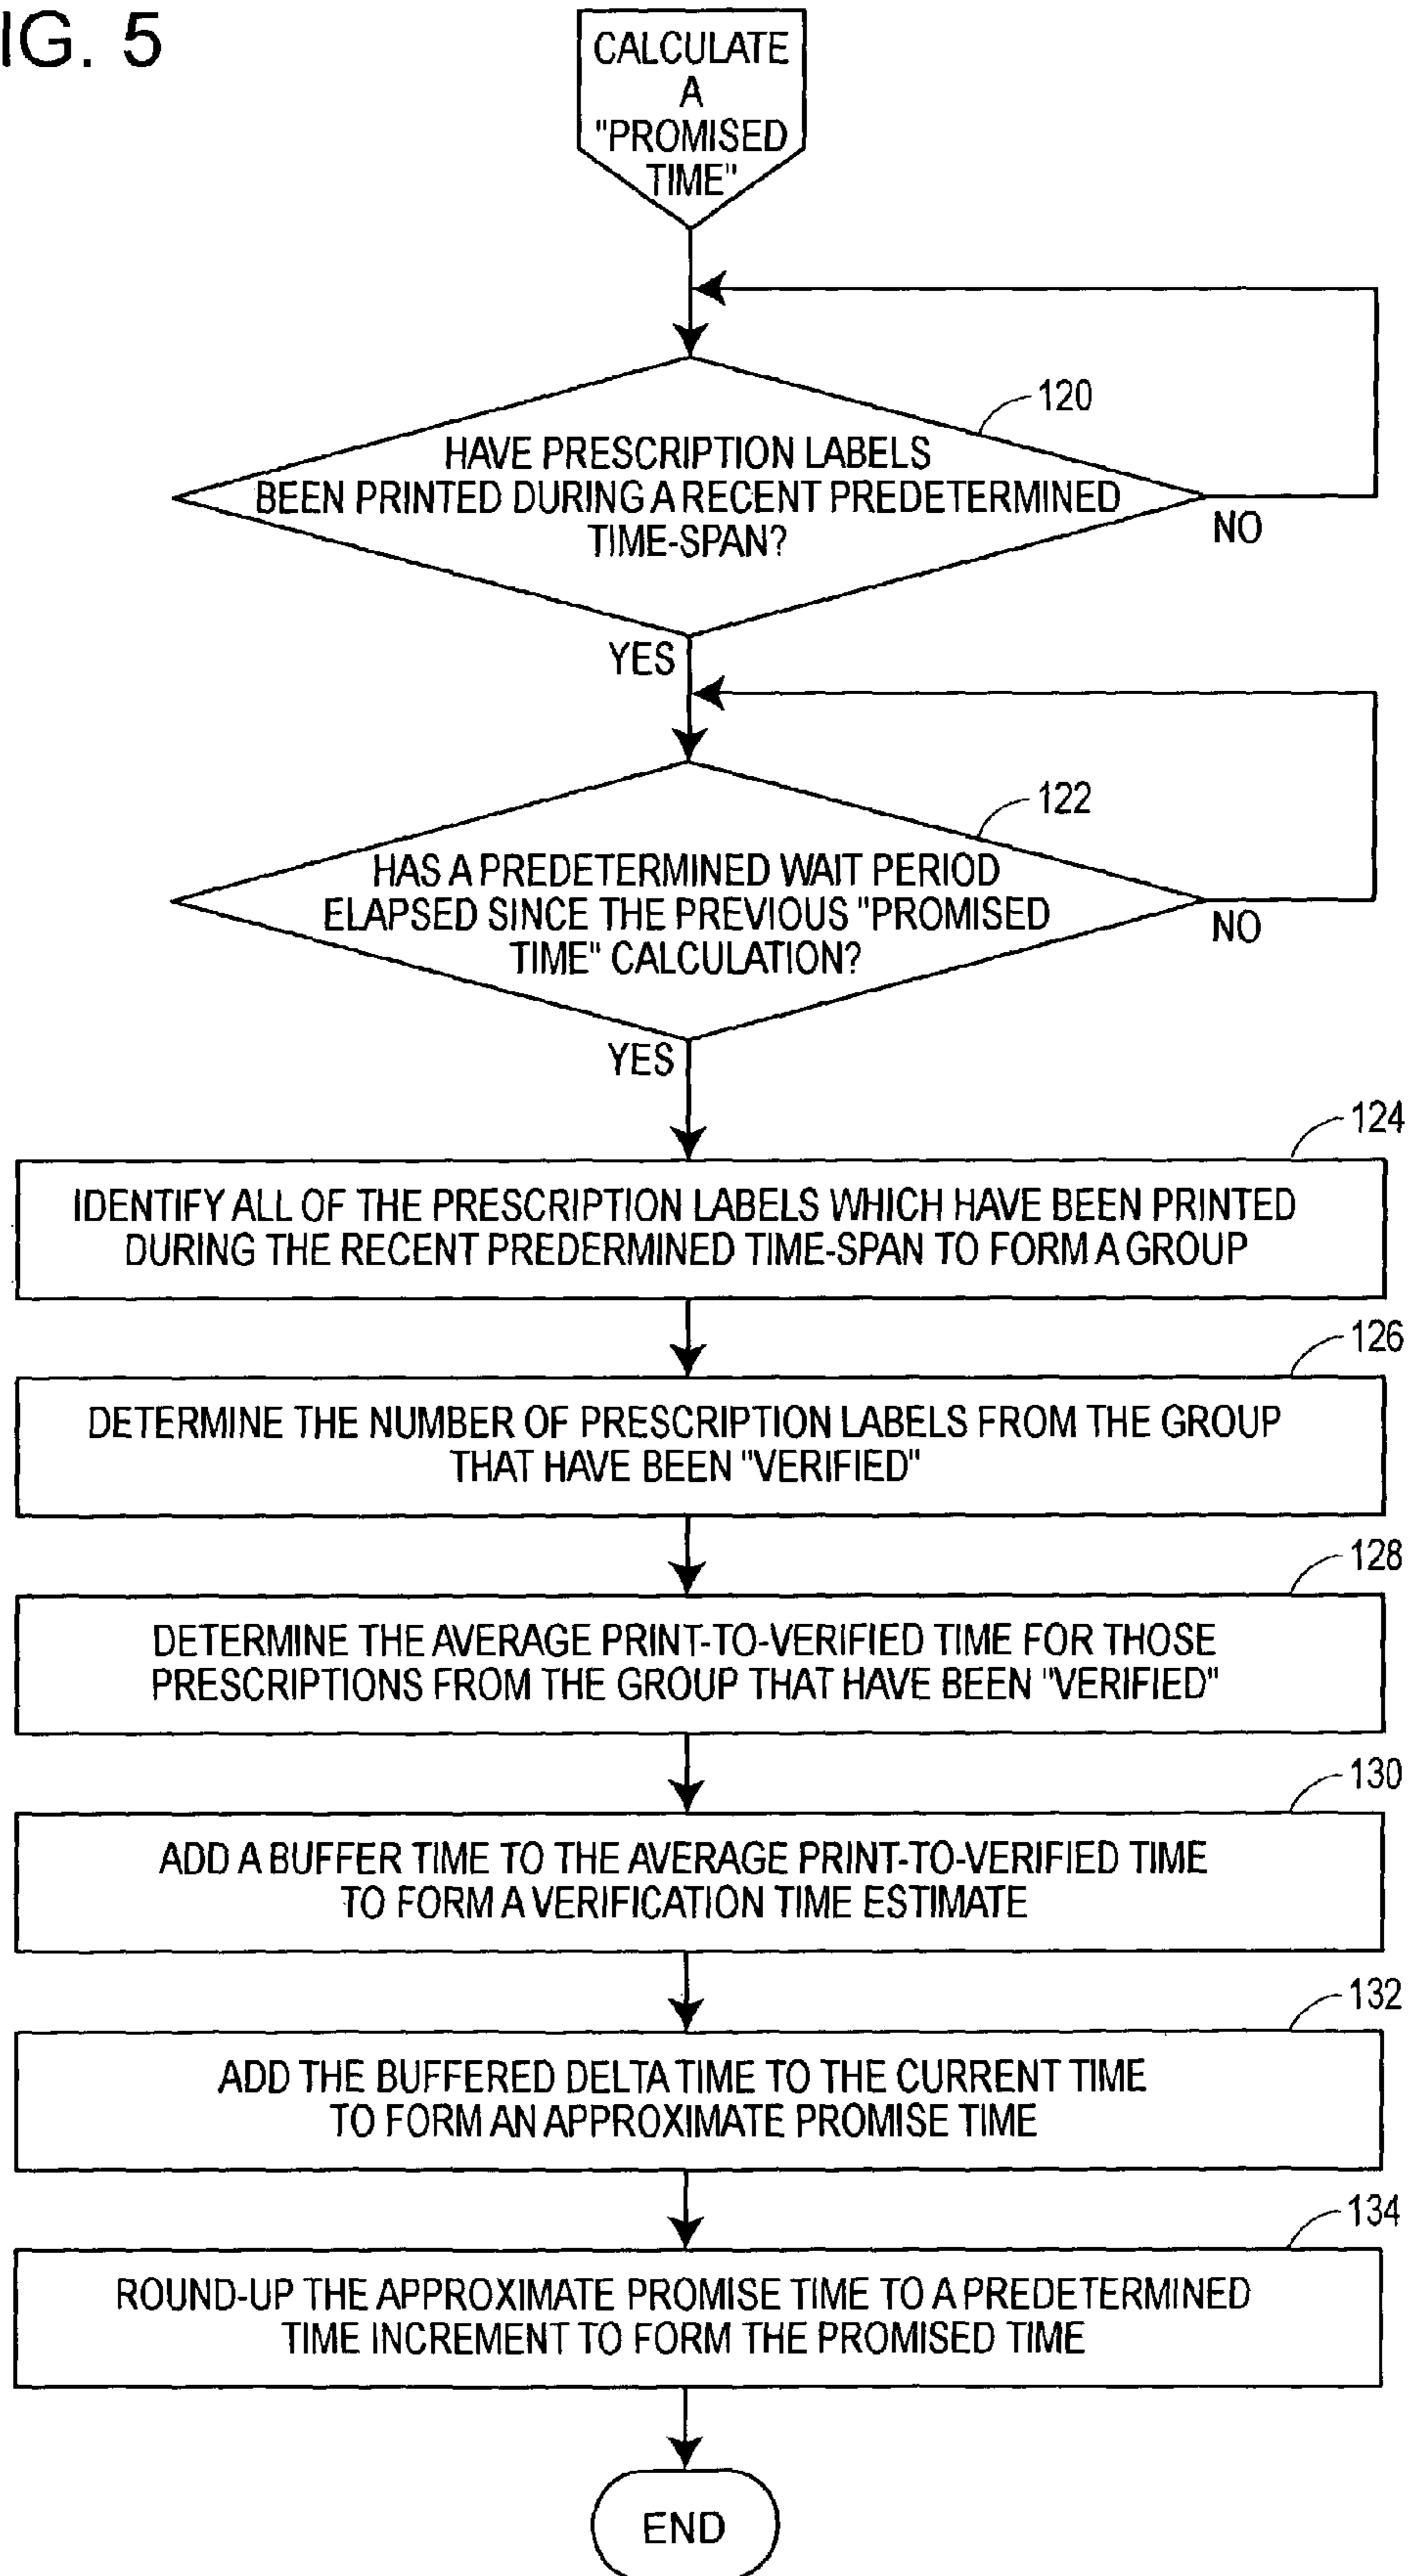 IG. 5
CALCULATE
A
"PROMISED
TIME"
120
HAVE PRESCRIPTION LABELS
BEEN PRINTED DURING A RECENT PREDETERMINED
TIME-SPAN?
NO
YES
122
HAS A PREDETERMINED WAIT PERIOD
ELAPSED SINCE THE PREVIOUS "PROMISED
TIME" CALCULATION?
NO
YES
124
IDENTIFY ALL OF THE PRESCRIPTION LABELS WHICH HAVE BEEN PRINTED
DURING THE RECENT PREDERMINED TIME-SPAN TO FORM A GROUP
126
DETERMINE THE NUMBER OF PRESCRIPTION LABELS FROM THE GROUP
THAT HAVE BEEN "VERIFIED"
128
DETERMINE THE AVERAGE PRINT-TO-VERIFIED TIME FOR THOSE
PRESCRIPTIONS FROM THE GROUP THAT HAVE BEEN "VERIFIED"
130
ADD A BUFFER TIME TO THE AVERAGE PRINT-TO-VERIFIED TIME
TO FORM A VERIFICATION TIME ESTIMATE
132
ADD THE BUFFERED DELTA TIME TO THE CURRENT TIME
TO FORM AN APPROXIMATE PROMISE TIME
134
ROUND-UP THE APPROXIMATE PROMISE TIME TO A PREDETERMINED
TIME INCREMENT TO FORM THE PROMISED TIME
END